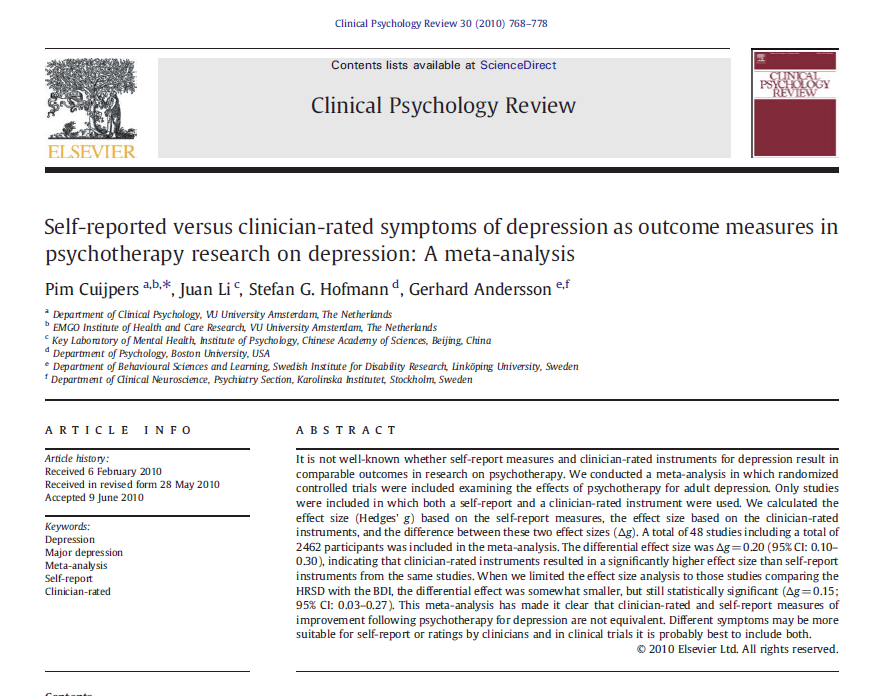 Clinical Psychology Review 30 (2010) 768–778
Contents lists available at ScienceDirect
Clinical Psychology Review
ELSEVIER
CLINICAL
PSYCHOLOGY
REVIEW
Self-reported versus clinician-rated symptoms of depression as outcome measures in
psychotherapy research on depression: A meta-analysis
Pim Cuijpers a,b,*, Juan Li c, Stefan G. Hofmann d, Gerhard Andersson e,f
a Department of Clinical Psychology, VU University Amsterdam, The Netherlands
b EMGO Institute of Health and Care Research, VU University Amsterdam, The Netherlands
c Key Laboratory of Mental Health, Institute of Psychology, Chinese Academy of Sciences, Beijing, China
d Department of Psychology, Boston University, USA
e Department of Behavioural Sciences and Learning, Swedish Institute for Disability Research, Linköping University, Sweden
f Department of Clinical Neuroscience, Psychiatry Section, Karolinska Institutet, Stockholm, Sweden
ARTICLE INFO
Article history:
Received 6 February 2010
Received in revised form 28 May 2010
Accepted 9 June 2010
Keywords:
Depression
Major depression
Meta-analysis
Self-report
Clinician-rated
ABSTRACT
It is not well-known whether self-report measures and clinician-rated instruments for depression result in
comparable outcomes in research on psychotherapy. We conducted a meta-analysis in which randomized
controlled trials were included examining the effects of psychotherapy for adult depression. Only studies
were included in which both a self-report and a clinician-rated instrument were used. We calculated the
effect size (Hedges' g) based on the self-report measures, the effect size based on the clinician-rated
instruments, and the difference between these two effect sizes (Δg). A total of 48 studies including a total of
2462 participants was included in the meta-analysis. The differential effect size was Δg=0.20 (95% CI: 0.10–
0.30), indicating that clinician-rated instruments resulted in a significantly higher effect size than self-report
instruments from the same studies. When we limited the effect size analysis to those studies comparing the
HRSD with the BDI, the differential effect was somewhat smaller, but still statistically significant (Δg=0.15;
95% CI: 0.03–0.27). This meta-analysis has made it clear that clinician-rated and self-report measures of
improvement following psychotherapy for depression are not equivalent. Different symptoms may be more
suitable for self-report or ratings by clinicians and in clinical trials it is probably best to include both.
© 2010 Elsevier Ltd. All rights reserved.